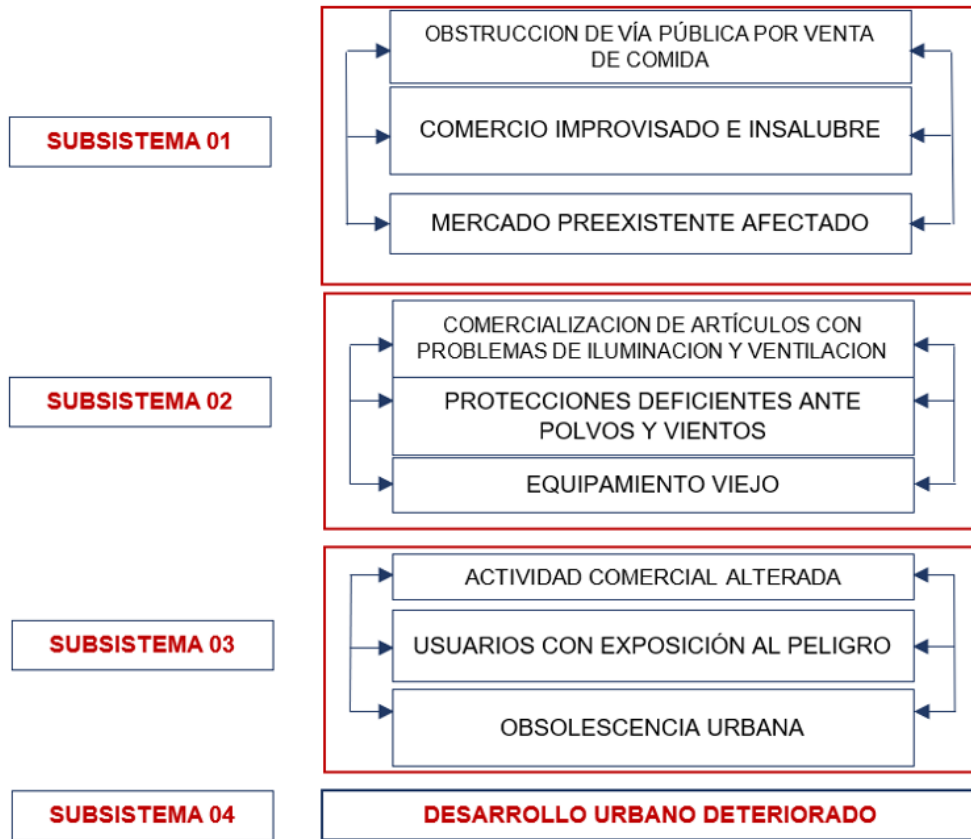 OBSTRUCCION DE VÍA PÚBLICA POR VENTA
DE COMIDA
SUBSISTEMA 01
COMERCIO IMPROVISADO E INSALUBRE
MERCADO PREEXISTENTE AFECTADO
COMERCIALIZACION DE ARTÍCULOS CON
PROBLEMAS DE ILUMINACION Y VENTILACION
SUBSISTEMA 02
PROTECCIONES DEFICIENTES ANTE
POLVOS Y VIENTOS
EQUIPAMIENTO VIEJO
ACTIVIDAD COMERCIAL ALTERADA
SUBSISTEMA 03
USUARIOS CON EXPOSICIÓN AL PELIGRO
OBSOLESCENCIA URBANA
SUBSISTEMA 04
DESARROLLO URBANO DETERIORADO